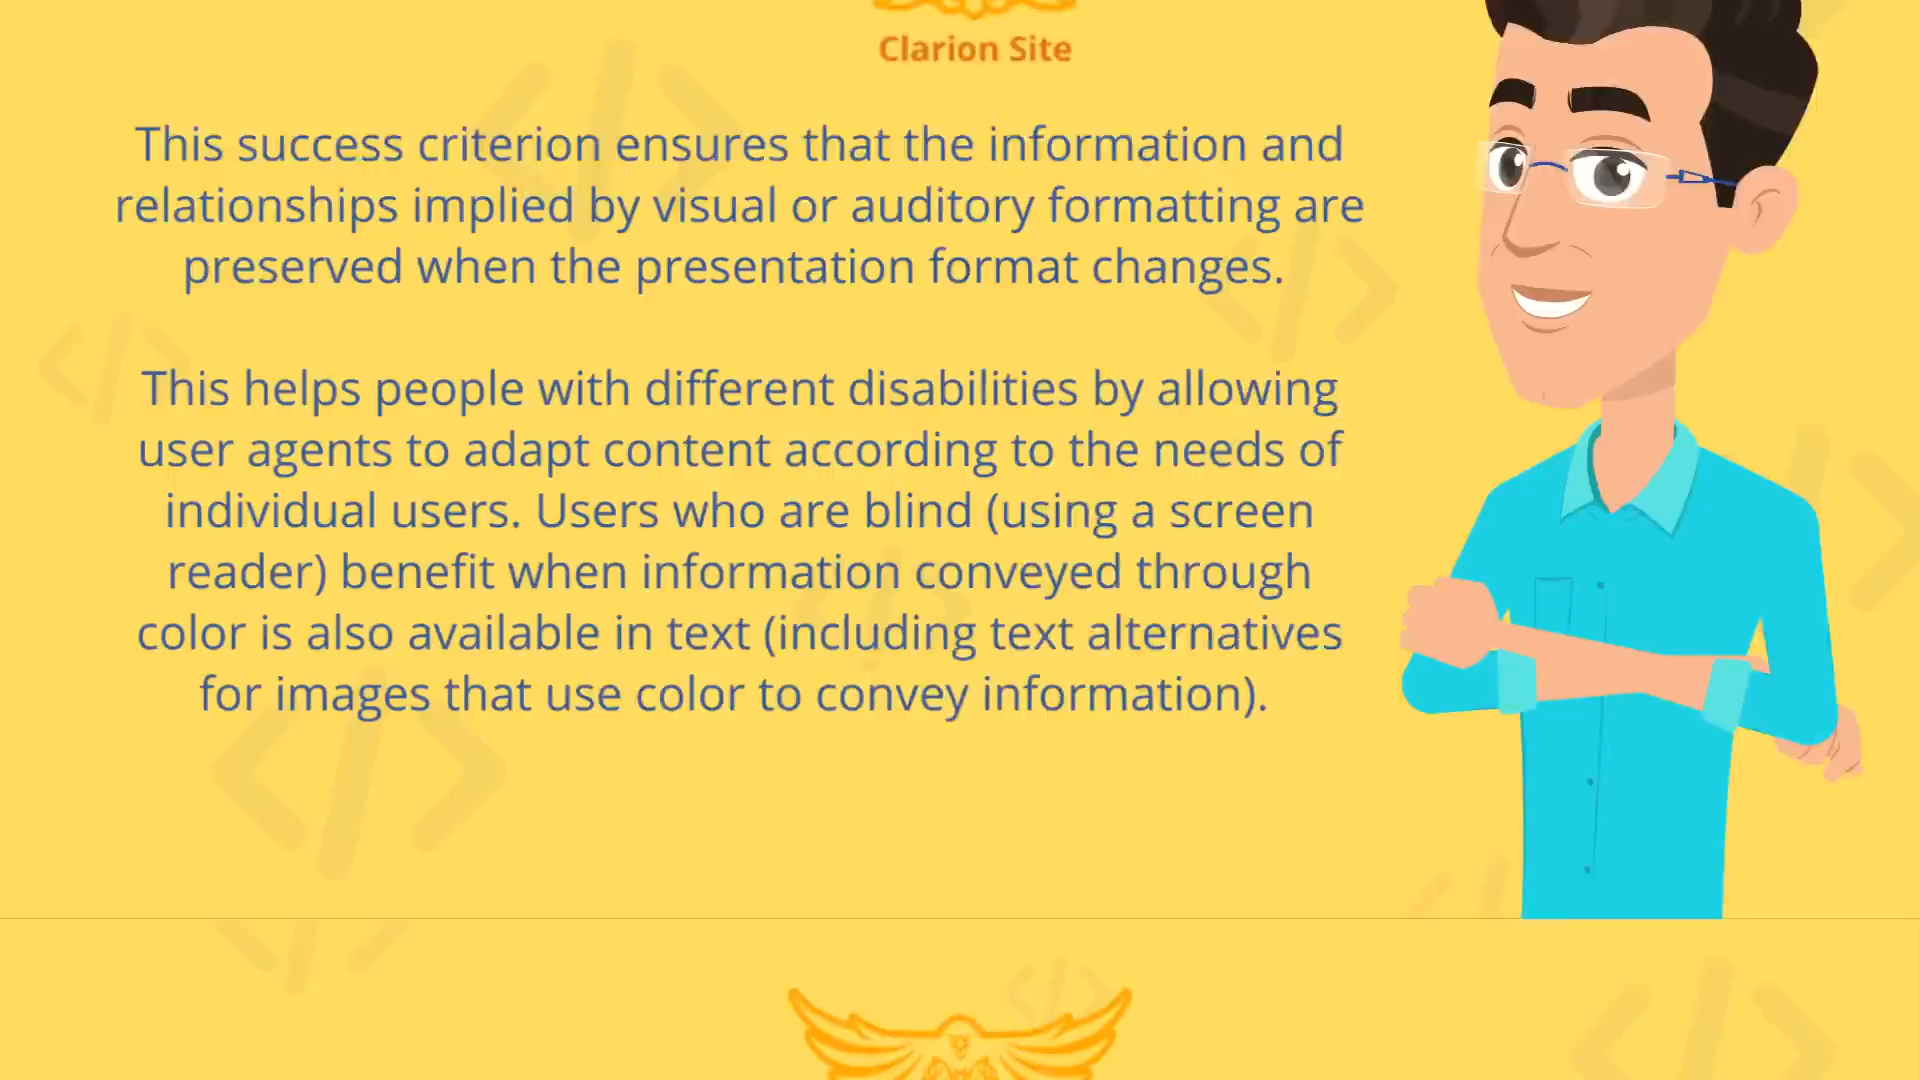 Clarion Site
This success criterion ensures that the information and
relationships implied by visual or auditory formatting are
preserved when the presentation format changes.
This helps people with different disabilities by allowing
user agents to adapt content according to the needs of
individual users. Users who are blind (using a screen
reader) benefit when information conveyed through
color is also available in text (including text alternatives
for images that use color to convey information).